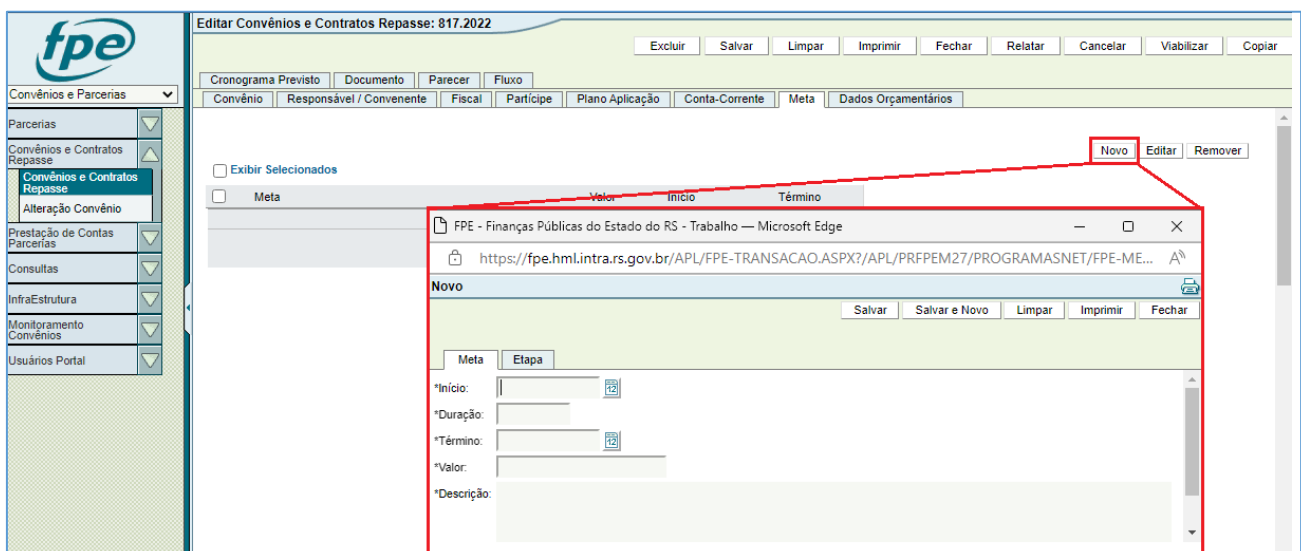 fpe
Convênios e Parcerias
Parcerias
Convênios e Contratos
Repasse
Convênios e Contratos
Repasse
Alteração Convênio
Prestação de Contas
Parcerias
Consultas
InfraEstrutura
Monitoramento
Convênios
Usuários Portal
Editar Convênios e Contratos Repasse: 817.2022
Excluir Salvar Limpar Imprimir Fechar Relatar Cancelar Viabilizar Copiar
Cronograma Previsto Documento Parecer Fluxo
Convênio Responsável / Convenente Fiscal Partícipe Plano Aplicação Conta-Corrente Meta Dados Orçamentários
Novo Editar Remover
Exibir Selecionados
Meta Valor Início Término
FPE - Finanças Públicas do Estado do RS - Trabalho — Microsoft Edge
https://fpe.hml.intra.rs.gov.br/APL/FPE-TRANSACAO.ASPX?/APL/PRFPEM27/PROGRAMASNET/FPE-ME...
Novo
Salvar Salvar e Novo Limpar Imprimir Fechar
Meta Etapa
*Início: 12
*Duração:
*Término: 12
*Valor:
*Descrição: